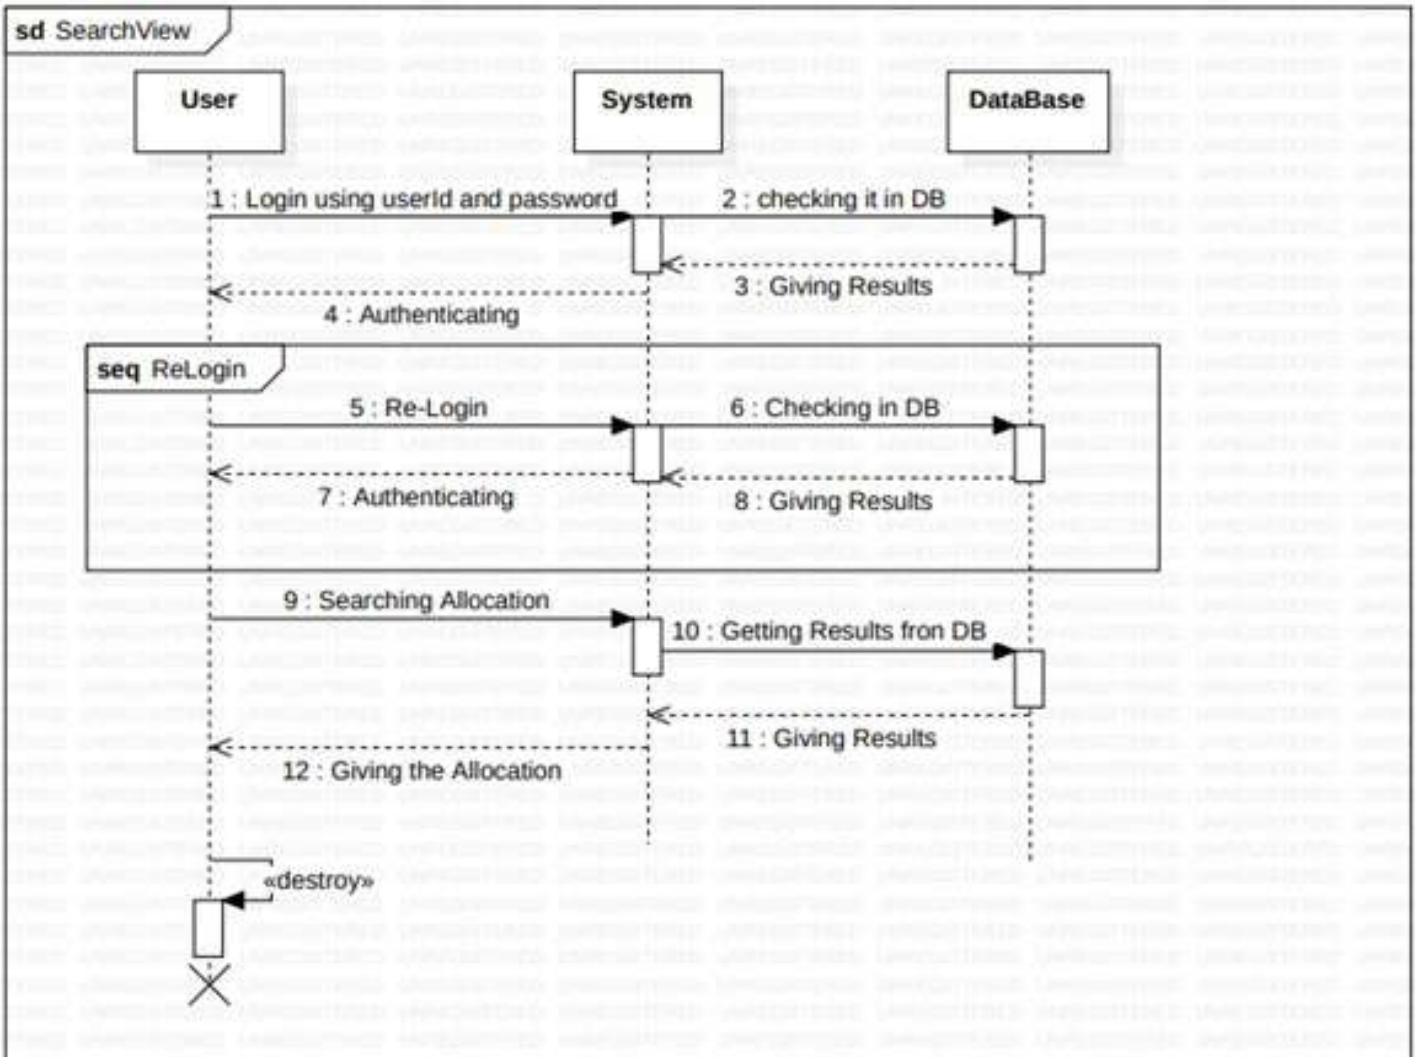 sd SearchView
User
System
DataBase
1 : Login using userId and password
2 : checking it in DB
3 : Giving Results
4 : Authenticating
seq ReLogin
5 : Re-Login
6 : Checking in DB
7 : Authenticating
8 : Giving Results
9 : Searching Allocation
10 : Getting Results fron DB
11 : Giving Results
12 : Giving the Allocation
«destroy»